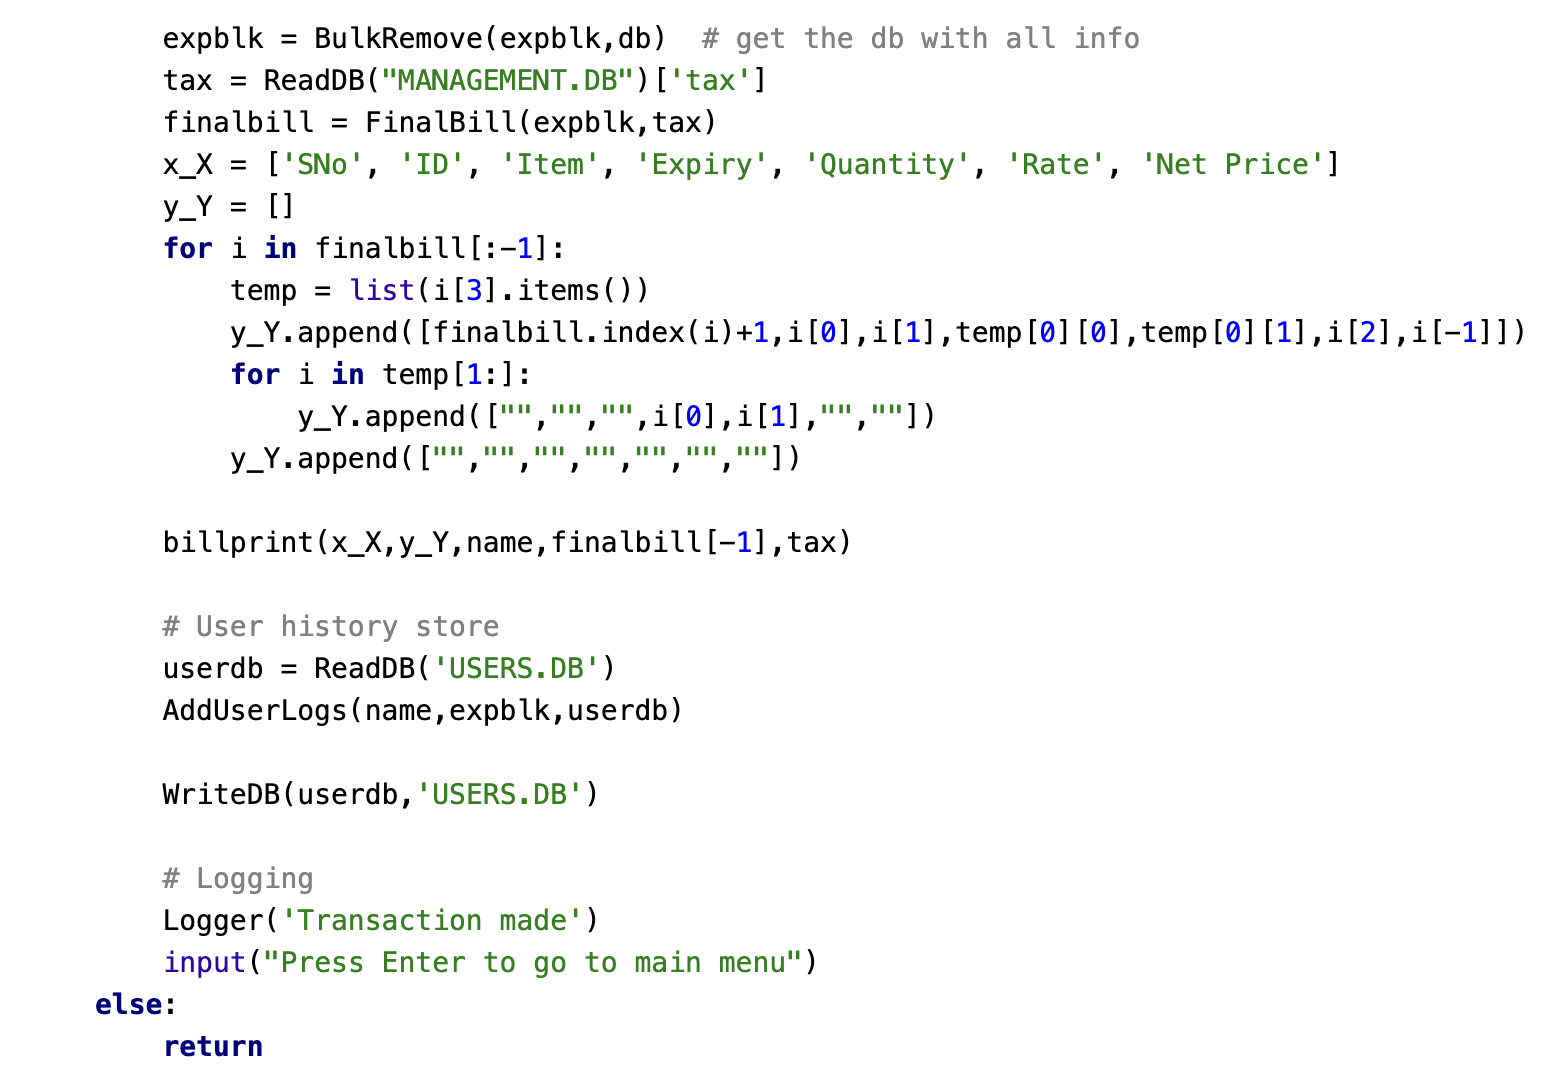 expblk = BulkRemove(expblk,db)  # get the db with all info
tax = ReadDB("MANAGEMENT.DB")['tax']
finalbill = FinalBill(expblk,tax)
x_X = ['SNo', 'ID', 'Item', 'Expiry', 'Quantity', 'Rate', 'Net Price']
y_Y = []
for i in finalbill[:-1]:
    temp = list(i[3].items())
    y_Y.append([finalbill.index(i)+1,i[0],i[1],temp[0][0],temp[0][1],i[2],i[-1]])
    for i in temp[1:]:
        y_Y.append(["","","",i[0],i[1],"",""])
    y_Y.append(["","","","","","",""])

billprint(x_X,y_Y,name,finalbill[-1],tax)

# User history store
userdb = ReadDB('USERS.DB')
AddUserLogs(name,expblk,userdb)

WriteDB(userdb,'USERS.DB')

# Logging
Logger('Transaction made')
input("Press Enter to go to main menu")
else:
return